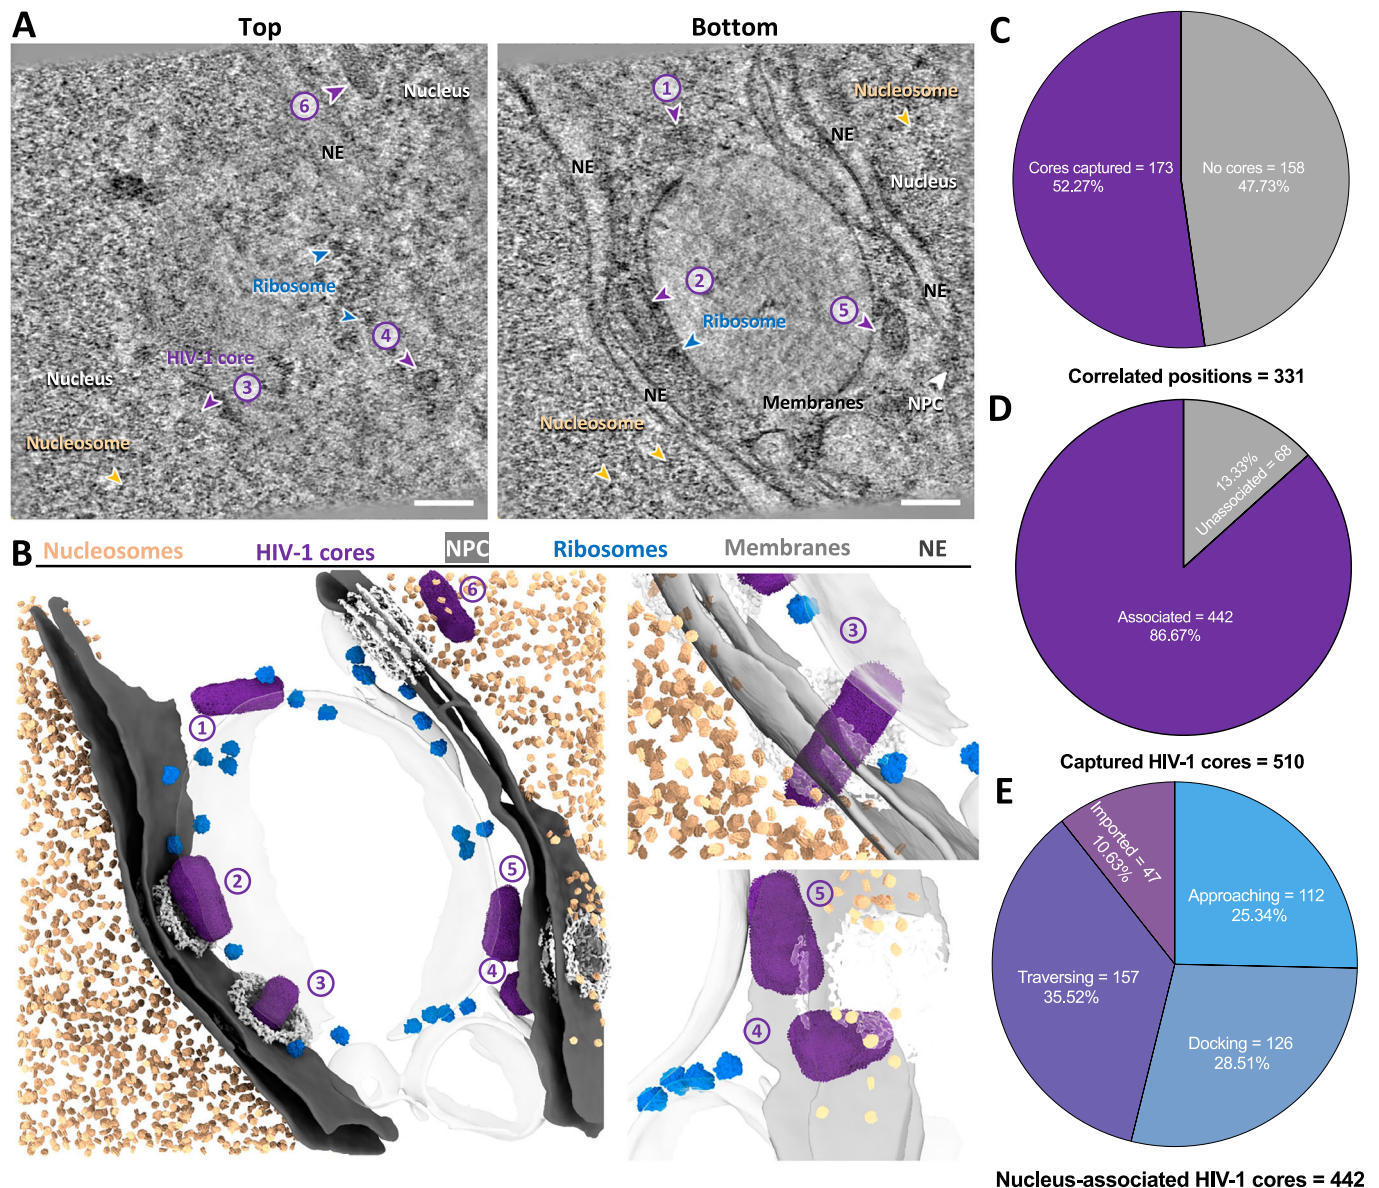 A
Top
Bottom
6
Nucleus
NE
Ribosome
4
HIV-1 core
3
Nucleus
Nucleosome
1
Nucleosome
NE
NE
Nucleus
2
5
Ribosome
NE
NE
NPC
Membranes
Nucleosome
B
Nucleosomes
HIV-1 cores
NPC
Ribosomes
Membranes
NE
6
1
2
5
3
4
3
5
4
C
Cores captured = 173
52.27%
No cores = 158
47.73%
Correlated positions = 331
D
13.33%
Unassociated = 68
Associated = 442
86.67%
Captured HIV-1 cores = 510
E
Imported = 47
10.63%
Approaching = 112
25.34%
Traversing = 157
35.52%
Docking = 126
28.51%
Nucleus-associated HIV-1 cores = 442